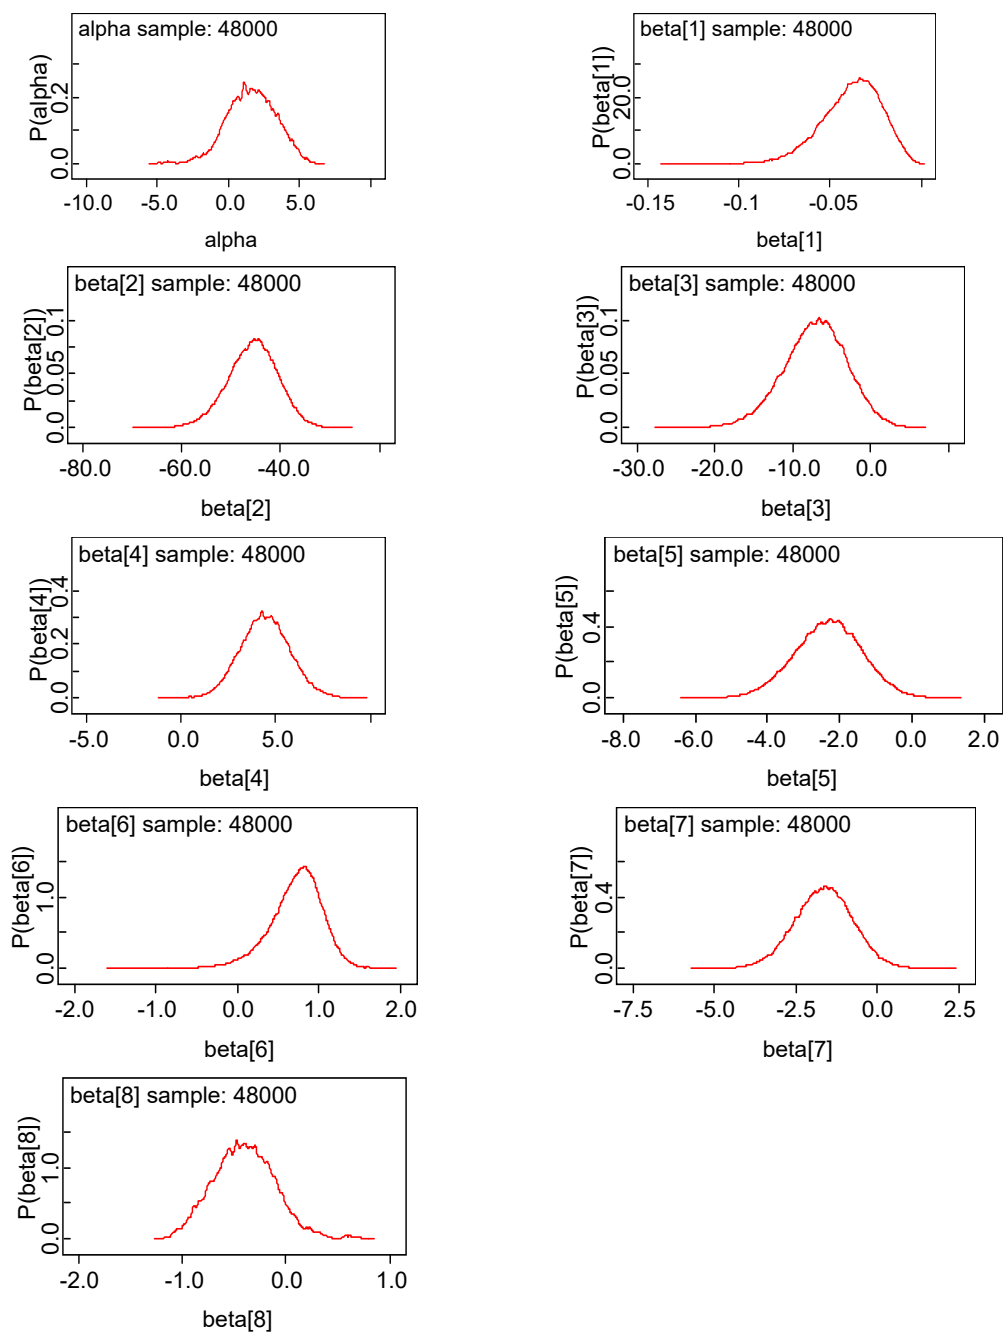 alpha sample: 48000
P(alpha)
0.0
0.2
-10.0 -5.0 0.0 5.0
alpha
beta[1] sample: 48000
P(beta[1])
0.0
20.0
-0.15 -0.1 -0.05
beta[1]
beta[2] sample: 48000
P(beta[2])
0.0
0.05
0.1
-80.0 -60.0 -40.0
beta[2]
beta[3] sample: 48000
P(beta[3])
0.0
0.05
0.1
-30.0 -20.0 -10.0 0.0
beta[3]
beta[4] sample: 48000
P(beta[4])
0.0
0.2
0.4
-5.0 0.0 5.0
beta[4]
beta[5] sample: 48000
P(beta[5])
0.0
0.4
-8.0 -6.0 -4.0 -2.0 0.0 2.0
beta[5]
beta[6] sample: 48000
P(beta[6])
0.0
1.0
-2.0 -1.0 0.0 1.0 2.0
beta[6]
beta[7] sample: 48000
P(beta[7])
0.0
0.4
-7.5 -5.0 -2.5 0.0 2.5
beta[7]
beta[8] sample: 48000
P(beta[8])
0.0
1.0
-2.0 -1.0 0.0 1.0
beta[8]